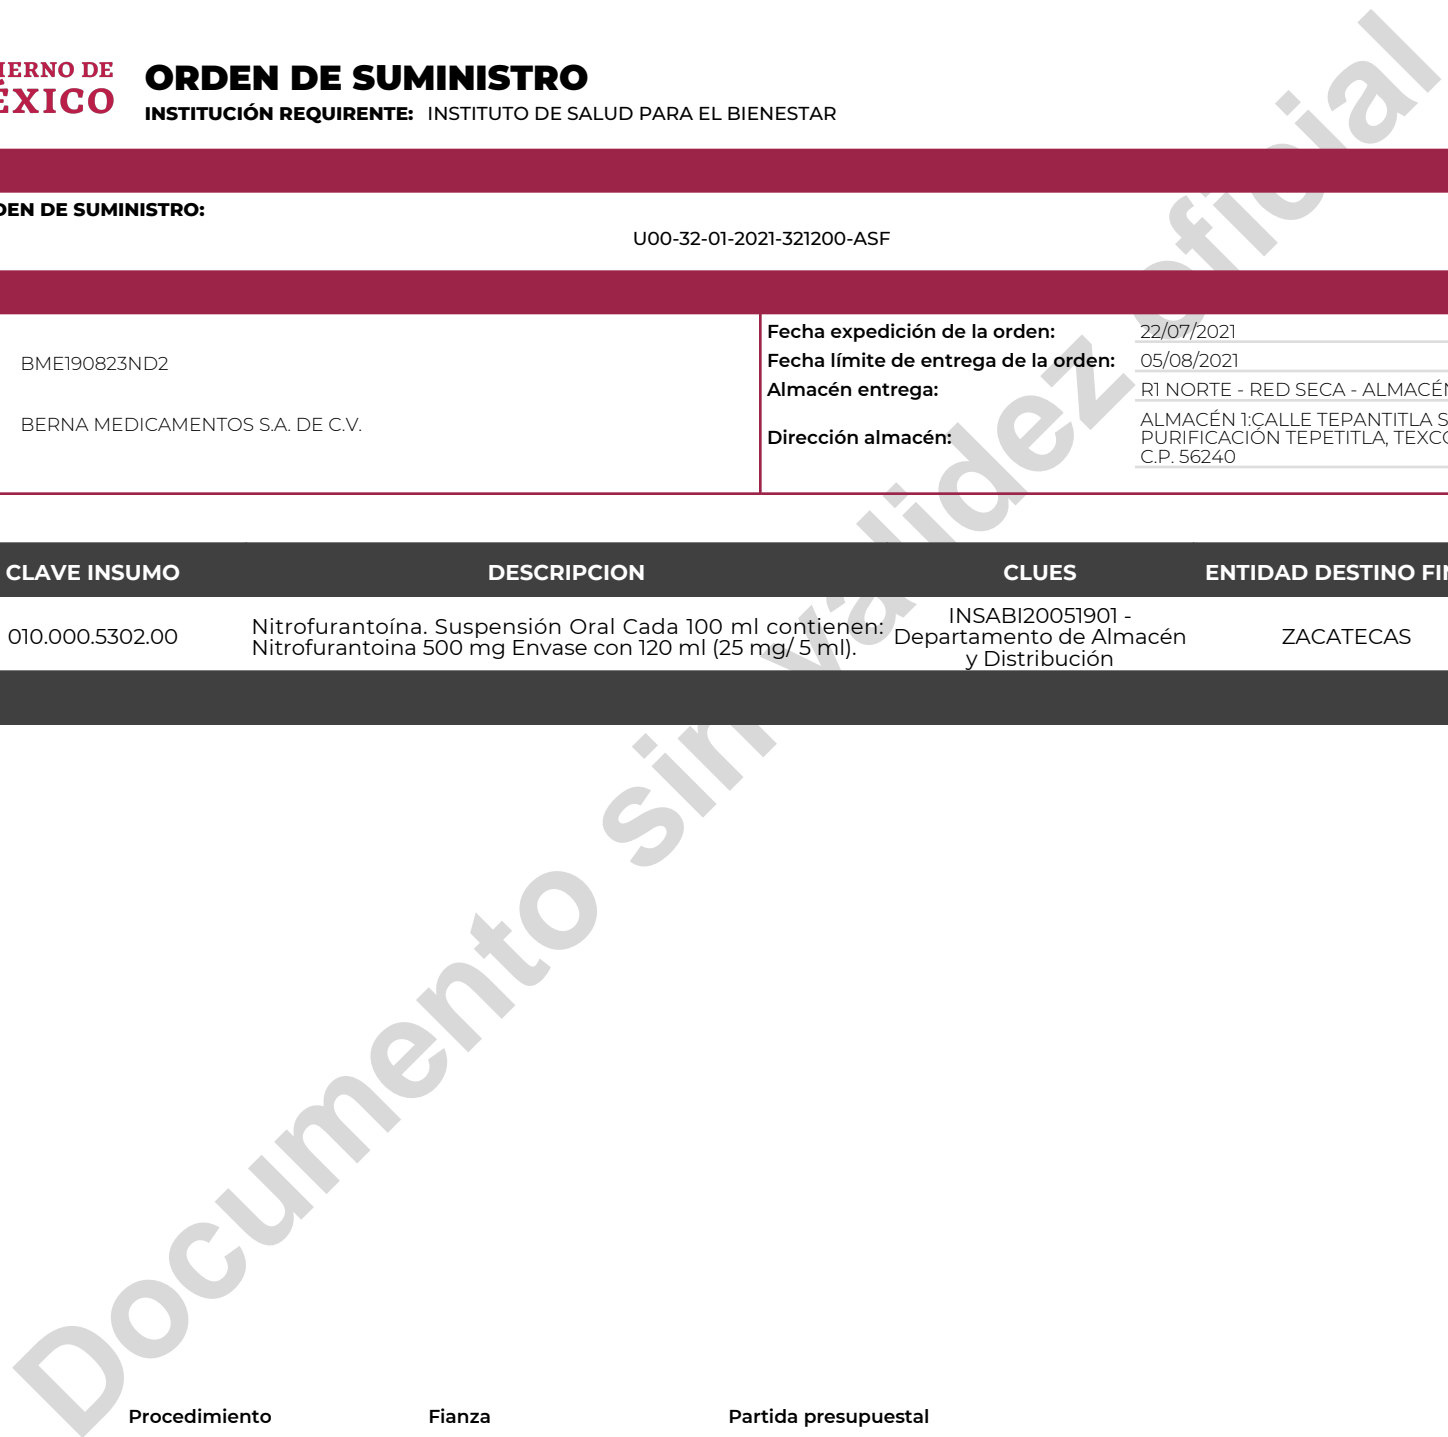 IERNO DE
ÉXICO
ORDEN DE SUMINISTRO
INSTITUCIÓN REQUIRENTE: INSTITUTO DE SALUD PARA EL BIENESTAR
DEN DE SUMINISTRO:
U00-32-01-2021-321200-ASF
BME190823ND2
BERNA MEDICAMENTOS S.A. DE C.V.
Fecha expedición de la orden: 22/07/2021
Fecha límite de entrega de la orden: 05/08/2021
Almacén entrega: R1 NORTE - RED SECA - ALMACÉN
Dirección almacén: ALMACÉN 1:CALLE TEPANTITLA S
PURIFICACIÓN TEPETITLA, TEXCO
C.P. 56240
CLAVE INSUMO DESCRIPCION CLUES ENTIDAD DESTINO FIN
010.000.5302.00
Nitrofurantoína. Suspensión Oral Cada 100 ml contienen:
Nitrofurantoina 500 mg Envase con 120 ml (25 mg/ 5 ml).
INSABI20051901 -
Departamento de Almacén
y Distribución
ZACATECAS
Documento sin validez oficial
Procedimiento Fianza Partida presupuestal